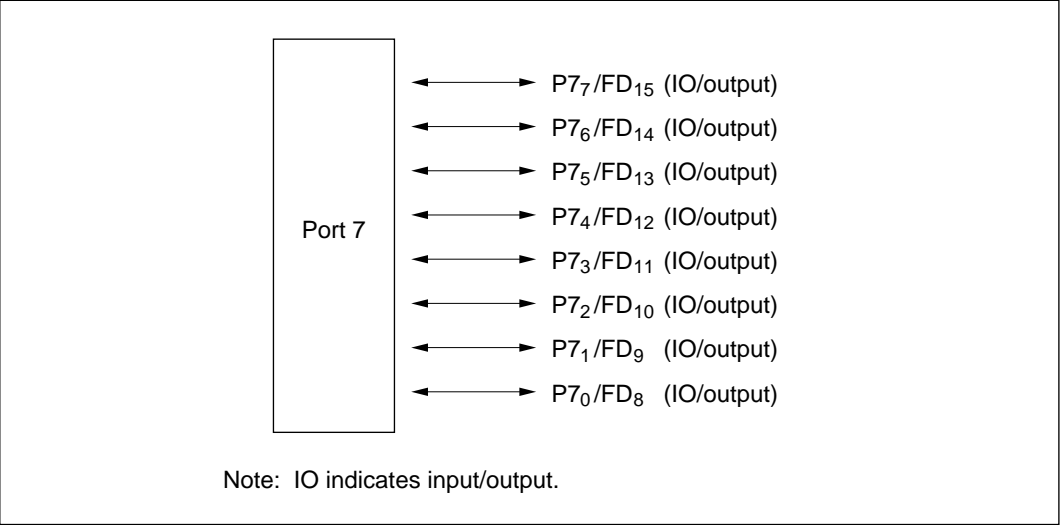 P7₇/FD₁₅ (IO/output)
P7₆/FD₁₄ (IO/output)
P7₅/FD₁₃ (IO/output)
P7₄/FD₁₂ (IO/output)
Port 7
P7₃/FD₁₁ (IO/output)
P7₂/FD₁₀ (IO/output)
P7₁/FD₉ (IO/output)
P7₀/FD₈ (IO/output)
Note: IO indicates input/output.